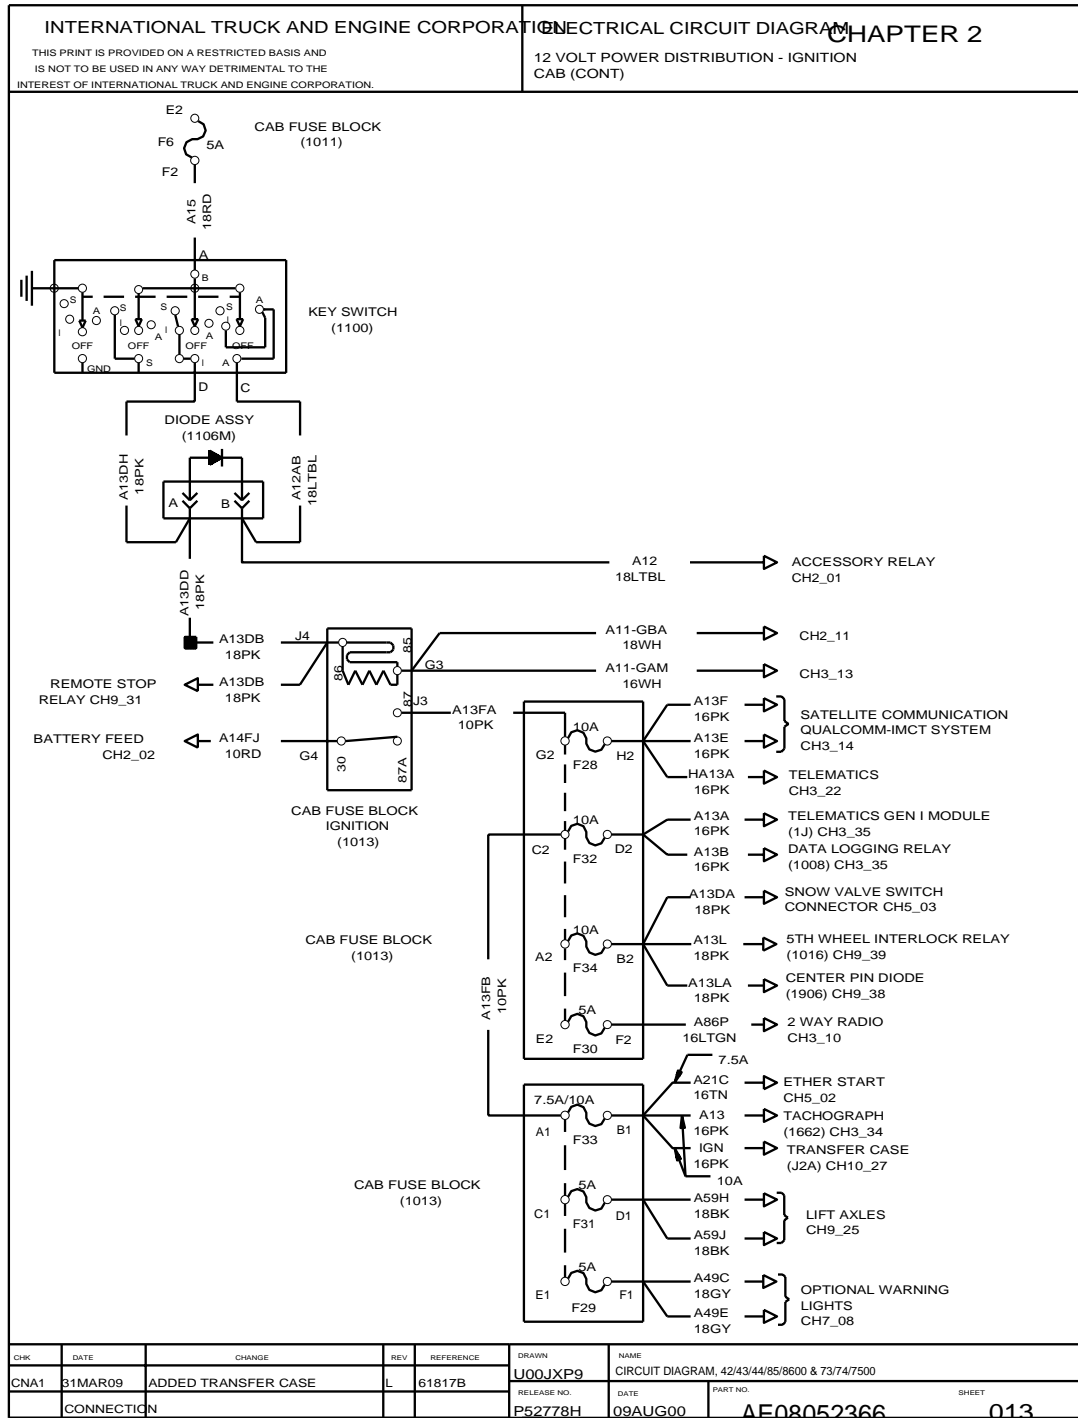 INTERNATIONAL TRUCK AND ENGINE CORPORATION
THIS PRINT IS PROVIDED ON A RESTRICTED BASIS AND
IS NOT TO BE USED IN ANY WAY DETRIMENTAL TO THE
INTEREST OF INTERNATIONAL TRUCK AND ENGINE CORPORATION.
ELECTRICAL CIRCUIT DIAGRAM
CHAPTER 2
12 VOLT POWER DISTRIBUTION - IGNITION
CAB (CONT)
E2
F6
5A
F2
CAB FUSE BLOCK
(1011)
A15
18RD
A
B
S
A
I
OFF
GND
S
I
A
OFF
S
S
I
A
OFF
I
S
A
I
OFF
A
KEY SWITCH
(1100)
D
C
DIODE ASSY
(1106M)
A13DH
18PK
A12AB
18LTBL
A
B
A13DD
18PK
A12
18LTBL
ACCESSORY RELAY
CH2_01
A13DB
18PK
J4
85
86
G3
A11-GBA
18WH
CH2_11
A11-GAM
16WH
CH3_13
REMOTE STOP
RELAY CH9_31
A13DB
18PK
87
J3
A13FA
10PK
BATTERY FEED
CH2_02
A14FJ
10RD
G4
30
87A
CAB FUSE BLOCK
IGNITION
(1013)
10A
G2
F28
H2
A13F
16PK
A13E
16PK
SATELLITE COMMUNICATION
QUALCOMM-IMCT SYSTEM
CH3_14
HA13A
16PK
TELEMATICS
CH3_22
10A
C2
F32
D2
A13A
16PK
TELEMATICS GEN I MODULE
(1J) CH3_35
A13B
16PK
DATA LOGGING RELAY
(1008) CH3_35
CAB FUSE BLOCK
(1013)
10A
A2
F34
B2
A13DA
18PK
SNOW VALVE SWITCH
CONNECTOR CH5_03
A13L
18PK
5TH WHEEL INTERLOCK RELAY
(1016) CH9_39
A13LA
18PK
CENTER PIN DIODE
(1906) CH9_38
A13FB
10PK
5A
E2
F30
F2
A86P
16LTGN
2 WAY RADIO
CH3_10
7.5A
7.5A/10A
A1
F33
B1
A21C
16TN
ETHER START
CH5_02
A13
16PK
TACHOGRAPH
(1662) CH3_34
IGN
16PK
TRANSFER CASE
(J2A) CH10_27
10A
CAB FUSE BLOCK
(1013)
5A
C1
F31
D1
A59H
18BK
A59J
18BK
LIFT AXLES
CH9_25
5A
E1
F29
F1
A49C
18GY
A49E
18GY
OPTIONAL WARNING
LIGHTS
CH7_08
CHK
DATE
CHANGE
REV
REFERENCE
DRAWN
NAME
CNA1
31MAR09
ADDED TRANSFER CASE
L
61817B
U00JXP9
CIRCUIT DIAGRAM, 42/43/44/85/8600 & 73/74/7500
CONNECTION
RELEASE NO.
P52778H
DATE
09AUG00
PART NO.
AE08052366
SHEET
013